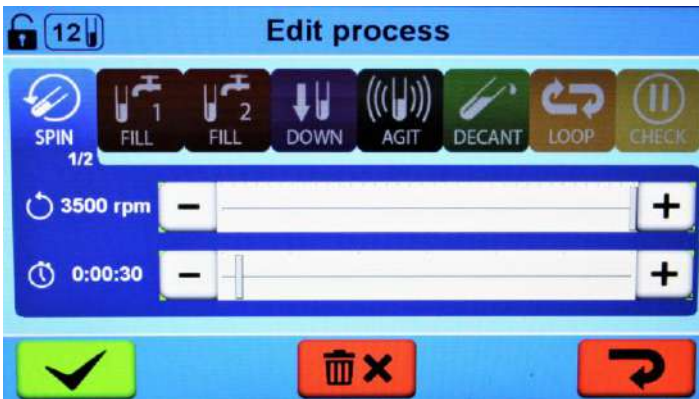 12
Edit process
SPIN
1/2
1
FILL
2
FILL
DOWN
AGIT
DECANT
LOOP
CHECK
3500 rpm
0:00:30